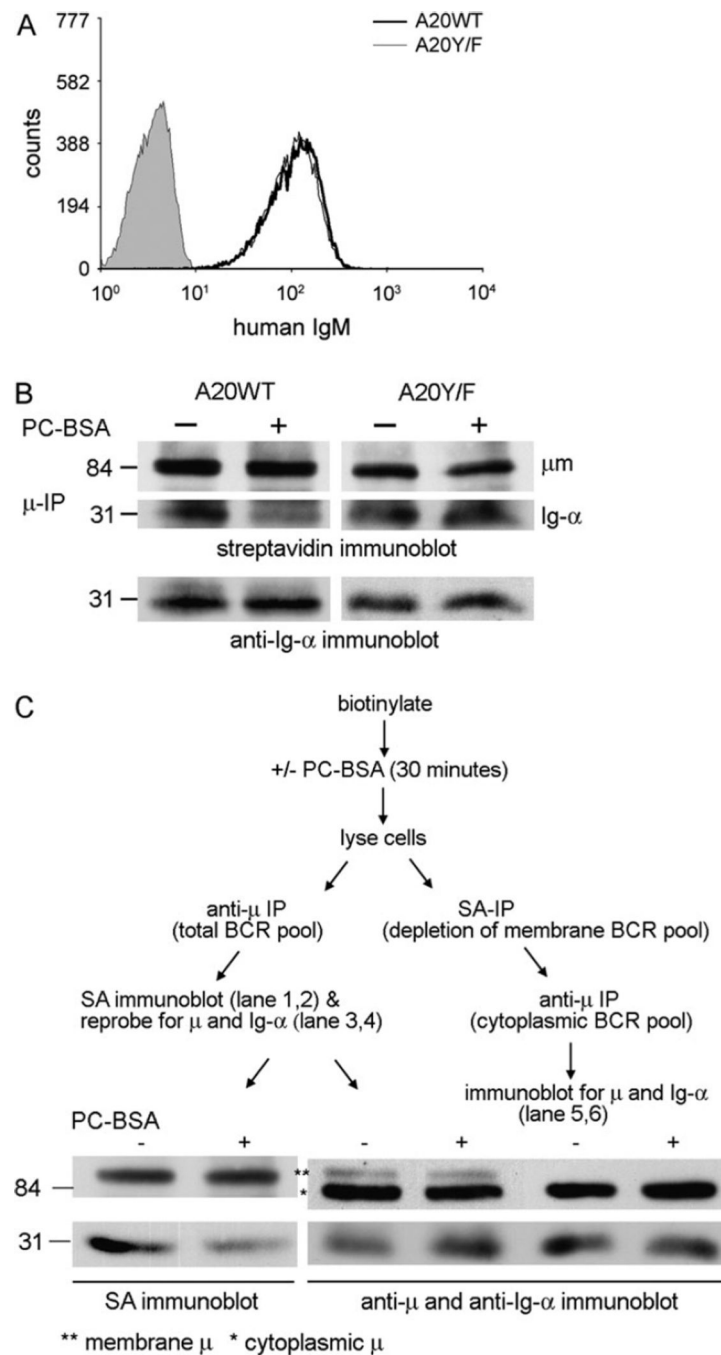 A
777
582
388
194
0
counts
10⁰ 10¹ 10² 10³ 10⁴
human IgM
A20WT
A20Y/F
B
A20WT A20Y/F
PC-BSA − + − +
84 μm
μ-IP
31 Ig-α
streptavidin immunoblot
31
anti-Ig-α immunoblot
C
biotinylate
+/- PC-BSA (30 minutes)
lyse cells
anti-μ IP
(total BCR pool)
SA-IP
(depletion of membrane BCR pool)
SA immunoblot (lane 1,2) &
reprobe for μ and Ig-α (lane 3,4)
anti-μ IP
(cytoplasmic BCR pool)
immunoblot for μ and Ig-α
(lane 5,6)
PC-BSA
- + - + - +
**
84 *
31
SA immunoblot anti-μ and anti-Ig-α immunoblot
** membrane μ * cytoplasmic μ